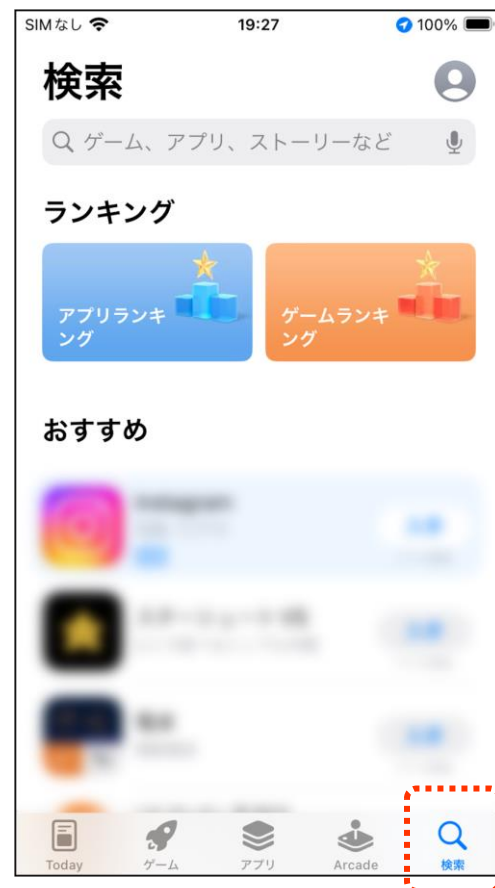 SIMなし 19:27 100%
検索
ゲーム、アプリ、ストーリーなど
ランキング
アプリランキ
ング
ゲームランキ
ング
おすすめ
Instagram
Today ゲーム アプリ Arcade 検索